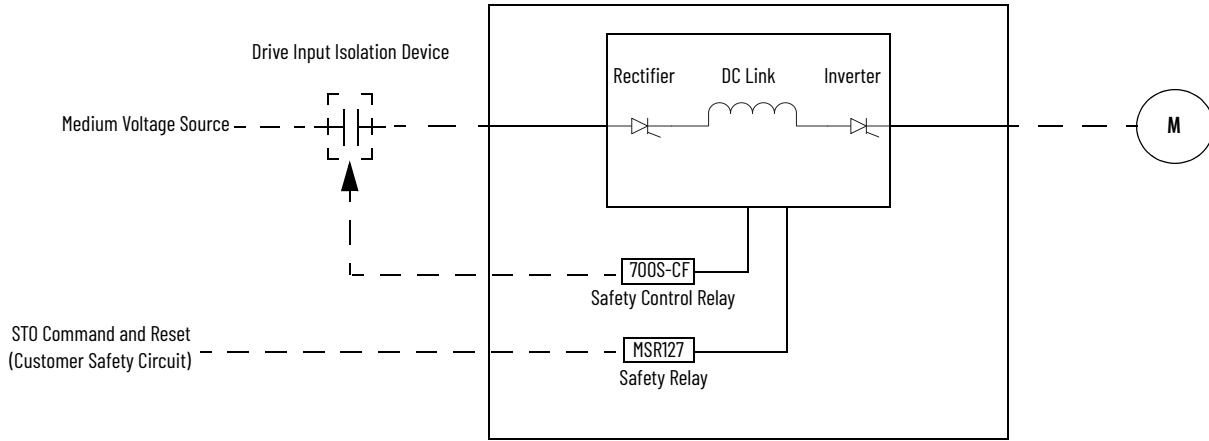 Drive Input Isolation Device
Rectifier
DC Link
Inverter
Medium Voltage Source
M
700S-CF
Safety Control Relay
STO Command and Reset
(Customer Safety Circuit)
MSR127
Safety Relay